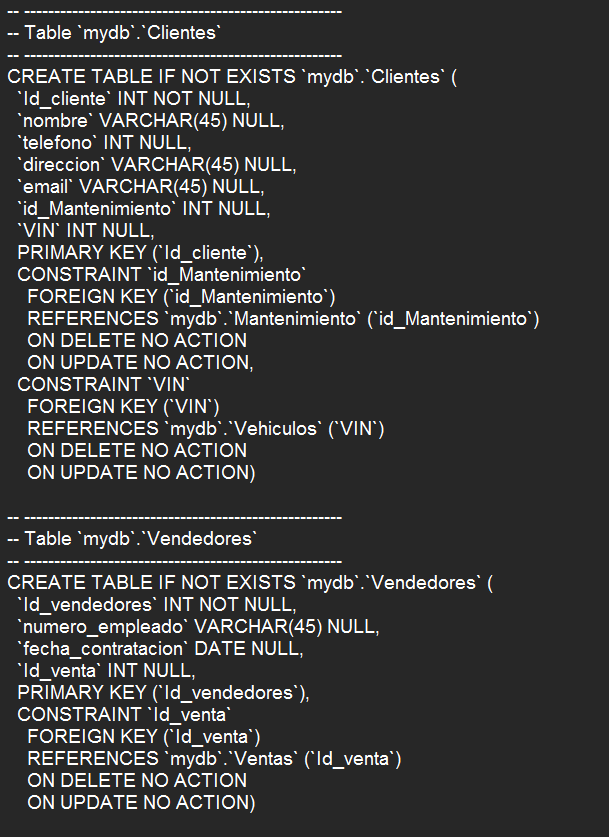 -- -----------------------------------------------------
-- Table `mydb`.`Clientes`
-- -----------------------------------------------------
CREATE TABLE IF NOT EXISTS `mydb`.`Clientes` (
  `Id_cliente` INT NOT NULL,
  `nombre` VARCHAR(45) NULL,
  `telefono` INT NULL,
  `direccion` VARCHAR(45) NULL,
  `email` VARCHAR(45) NULL,
  `id_Mantenimiento` INT NULL,
  `VIN` INT NULL,
  PRIMARY KEY (`Id_cliente`),
  CONSTRAINT `id_Mantenimiento`
    FOREIGN KEY (`id_Mantenimiento`)
    REFERENCES `mydb`.`Mantenimiento` (`id_Mantenimiento`)
    ON DELETE NO ACTION
    ON UPDATE NO ACTION,
  CONSTRAINT `VIN`
    FOREIGN KEY (`VIN`)
    REFERENCES `mydb`.`Vehiculos` (`VIN`)
    ON DELETE NO ACTION
    ON UPDATE NO ACTION)

-- -----------------------------------------------------
-- Table `mydb`.`Vendedores`
-- -----------------------------------------------------
CREATE TABLE IF NOT EXISTS `mydb`.`Vendedores` (
  `Id_vendedores` INT NOT NULL,
  `numero_empleado` VARCHAR(45) NULL,
  `fecha_contratacion` DATE NULL,
  `Id_venta` INT NULL,
  PRIMARY KEY (`Id_vendedores`),
  CONSTRAINT `Id_venta`
    FOREIGN KEY (`Id_venta`)
    REFERENCES `mydb`.`Ventas` (`Id_venta`)
    ON DELETE NO ACTION
    ON UPDATE NO ACTION)